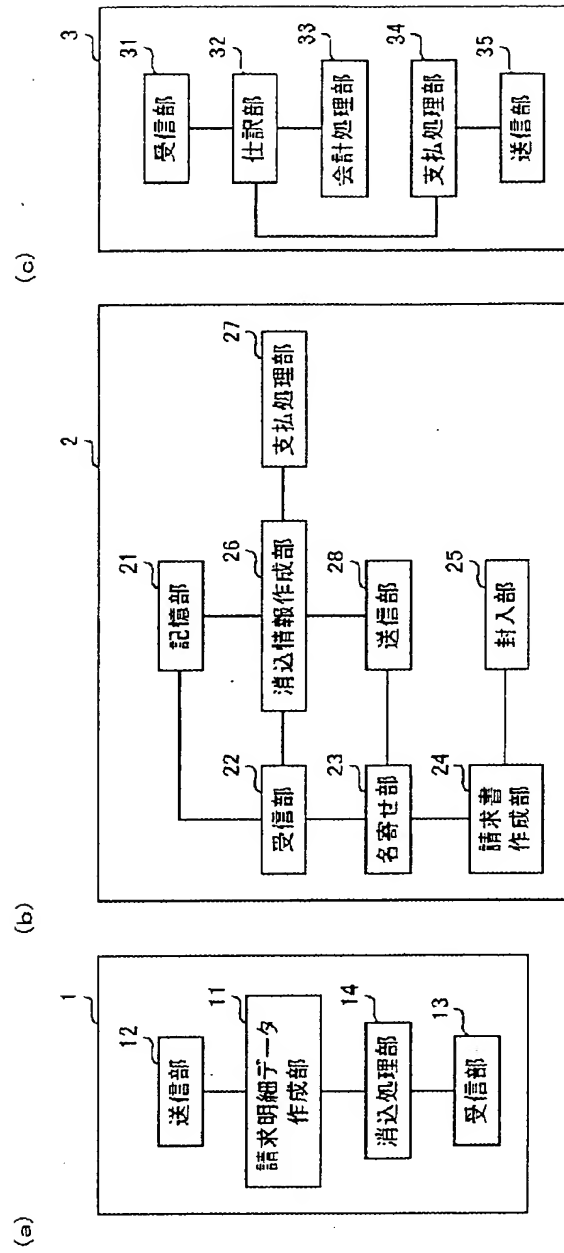 (a)
1
12
送信部
11
請求明細データ
作成部
14
消込処理部
13
受信部
(b)
2
21
記憶部
22
受信部
26
消込情報作成部
27
支払処理部
23
名寄せ部
28
送信部
24
請求書
作成部
25
封入部
(c)
3
31
受信部
32
仕訳部
33
会計処理部
34
支払処理部
35
送信部